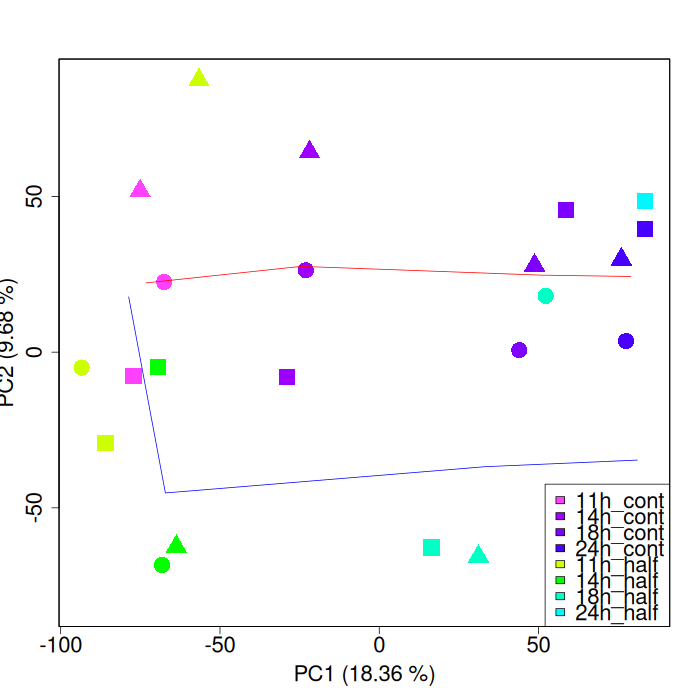 50
0
-50
PC2 (9.68 %)
11h_cont
14h_cont
18h_cont
24h_cont
11h_half
14h_half
18h_half
24h_half
-100
-50
0
50
PC1 (18.36 %)